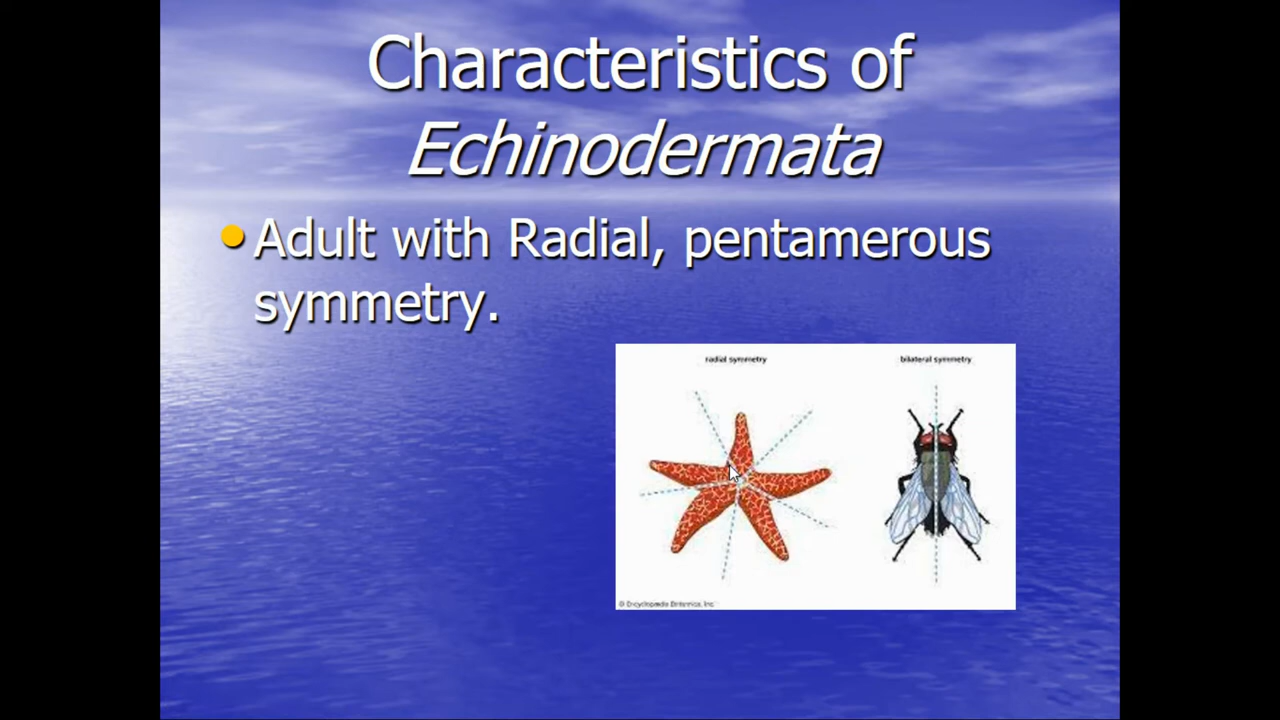 Characteristics of
Echinodermata
Adult with Radial, pentamerous
symmetry.
radial symmetry
bilateral symmetry
© Encyclopædia Britannica, Inc.